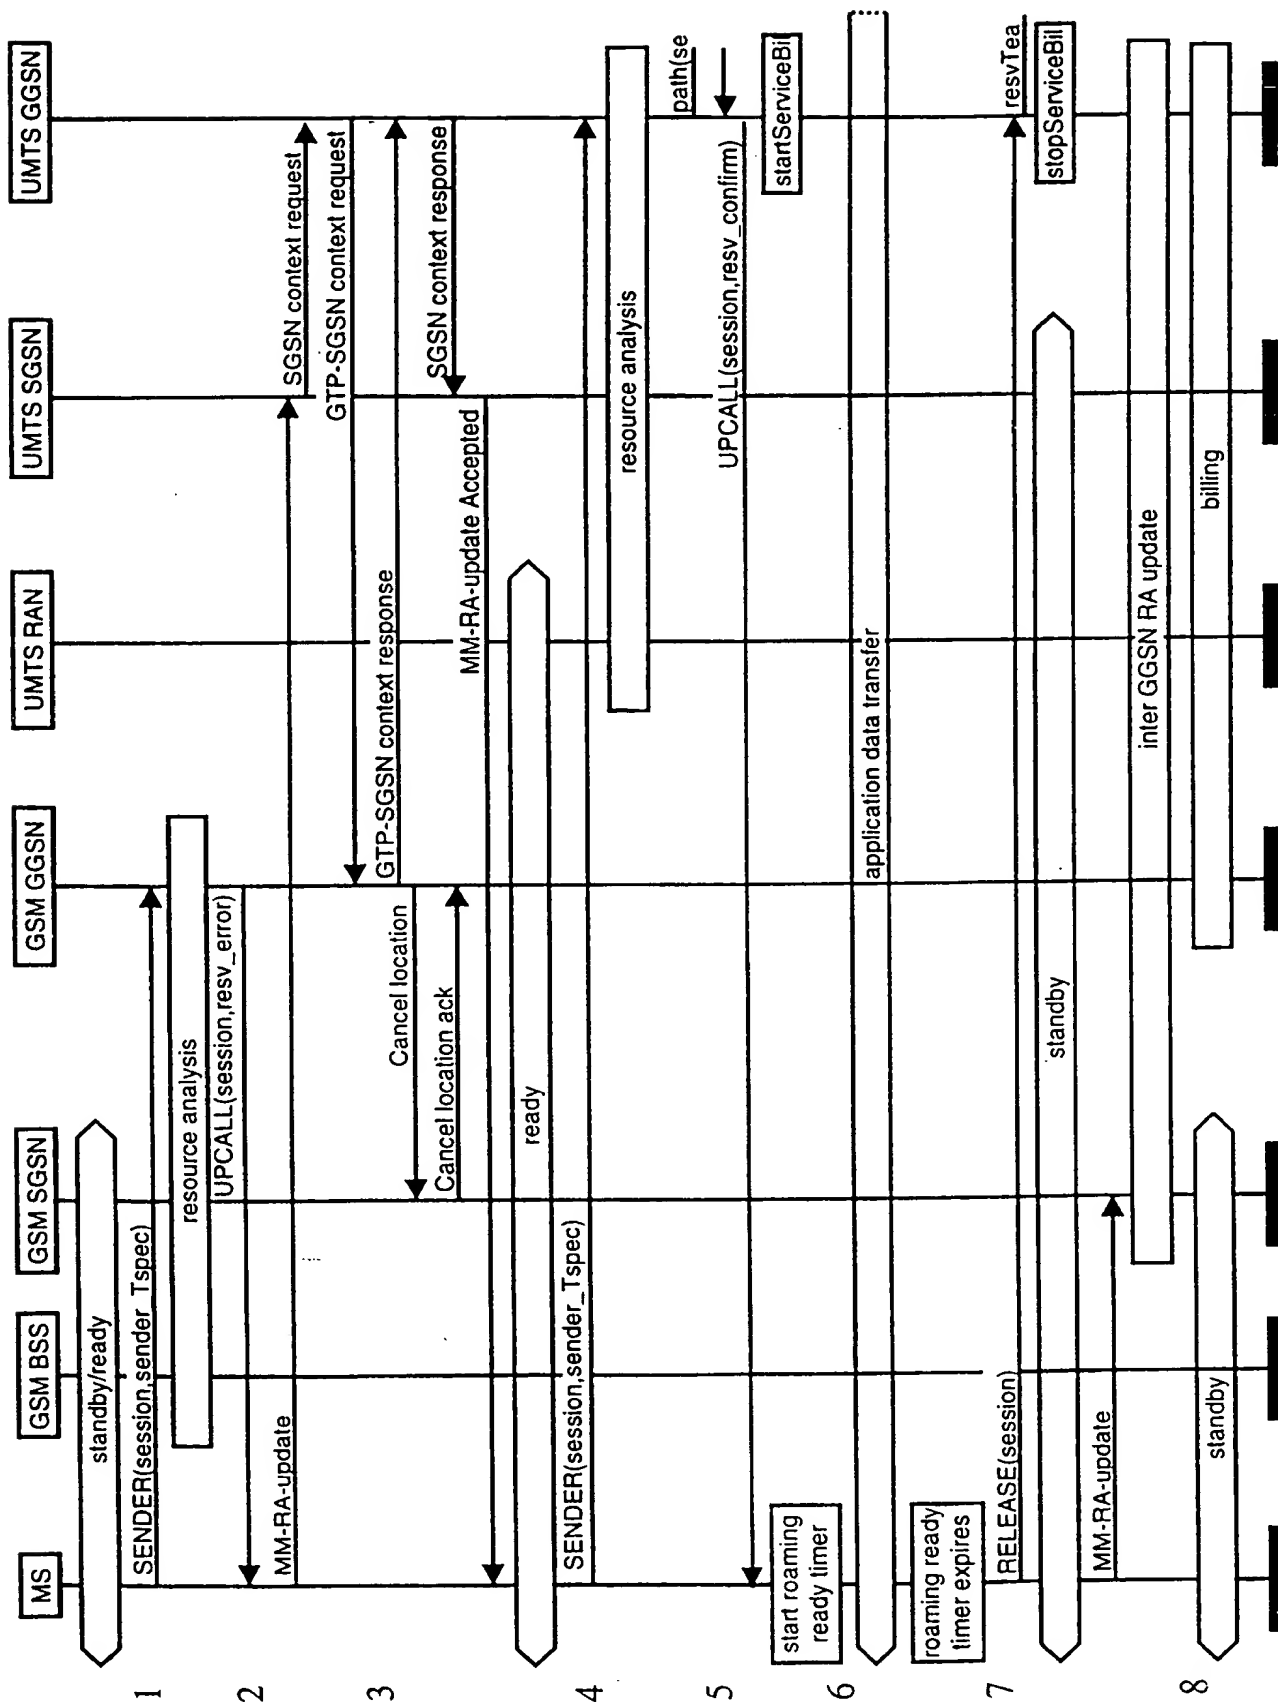 MS
GSM BSS
GSM SGSN
GSM GGSN
UMTS RAN
UMTS SGSN
UMTS GGSN
standby/ready
1
SENDER(session,sender_Tspec)
resource analysis
2
UPCALL(session,resv_error)
MM-RA-update
SGSN context request
GTP-SGSN context request
3
GTP-SGSN context response
Cancel location
SGSN context response
Cancel location ack
MM-RA-update Accepted
ready
4
SENDER(session,sender_Tspec)
resource analysis
path(se
5
UPCALL(session,resv_confirm)
startServiceBil
start roaming
ready timer
6
application data transfer
roaming ready
timer expires
7
RELEASE(session)
resvTea
stopServiceBil
standby
MM-RA-update
inter GGSN RA update
8
standby
billing